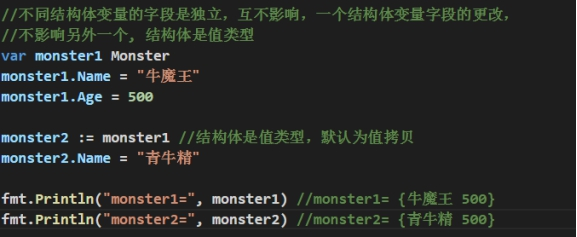 //不同结构体变量的字段是独立，互不影响，一个结构体变量字段的更改，
//不影响另外一个, 结构体是值类型
var monster1 Monster
monster1.Name = "牛魔王"
monster1.Age = 500
monster2 := monster1 //结构体是值类型，默认为值拷贝
monster2.Name = "青牛精"
fmt.Println("monster1=", monster1) //monster1= {牛魔王 500}
fmt.Println("monster2=", monster2) //monster2= {青牛精 500}